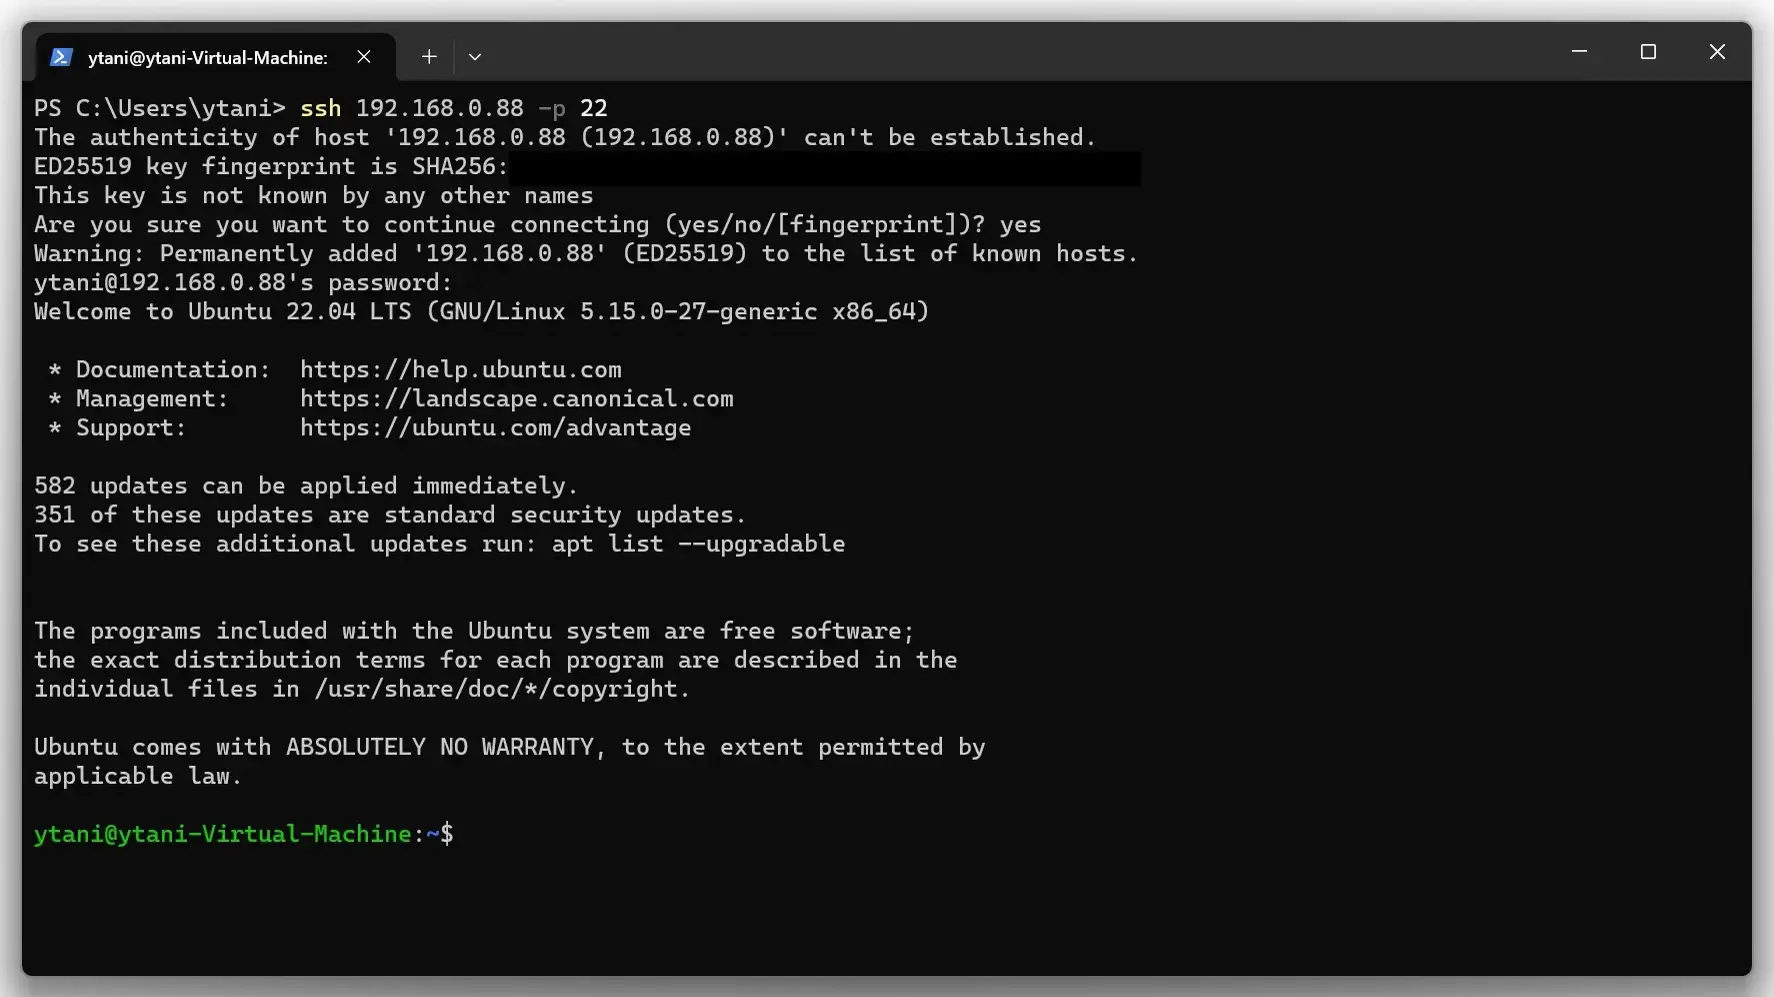 ytani@ytani-Virtual-Machine:
PS C:\Users\ytani> ssh 192.168.0.88 -p 22
The authenticity of host '192.168.0.88 (192.168.0.88)' can't be established.
ED25519 key fingerprint is SHA256:
This key is not known by any other names
Are you sure you want to continue connecting (yes/no/[fingerprint])? yes
Warning: Permanently added '192.168.0.88' (ED25519) to the list of known hosts.
ytani@192.168.0.88's password:
Welcome to Ubuntu 22.04 LTS (GNU/Linux 5.15.0-27-generic x86_64)
* Documentation:  https://help.ubuntu.com
* Management:     https://landscape.canonical.com
* Support:        https://ubuntu.com/advantage
582 updates can be applied immediately.
351 of these updates are standard security updates.
To see these additional updates run: apt list --upgradable
The programs included with the Ubuntu system are free software;
the exact distribution terms for each program are described in the
individual files in /usr/share/doc/*/copyright.
Ubuntu comes with ABSOLUTELY NO WARRANTY, to the extent permitted by
applicable law.
ytani@ytani-Virtual-Machine:~$